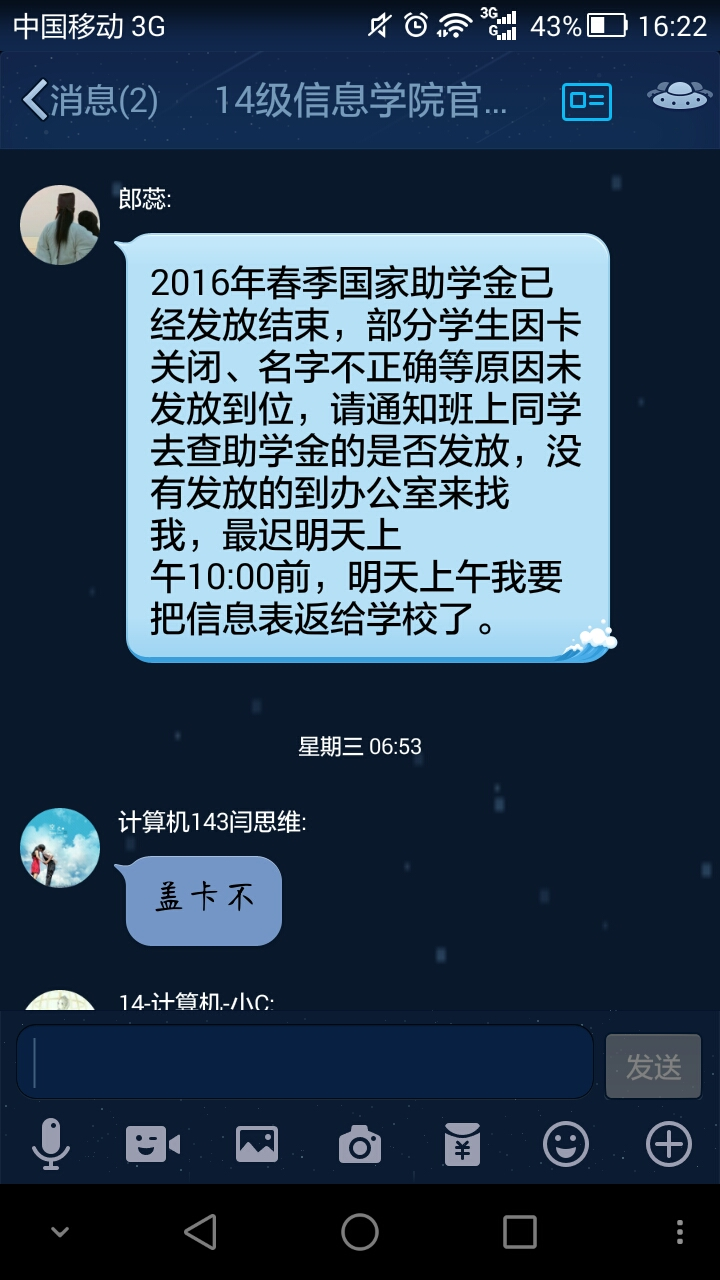 中国移动 3G
3G
G
43%
16:22
消息(2)
14级信息学院官...
郎蕊:
2016年春季国家助学金已
经发放结束，部分学生因卡
关闭、名字不正确等原因未
发放到位，请通知班上同学
去查助学金的是否发放，没
有发放的到办公室来找
我，最迟明天上
午10:00前，明天上午我要
把信息表返给学校了。
星期三 06:53
计算机143闫思维:
盖卡不
14-计算机-小C:
发送